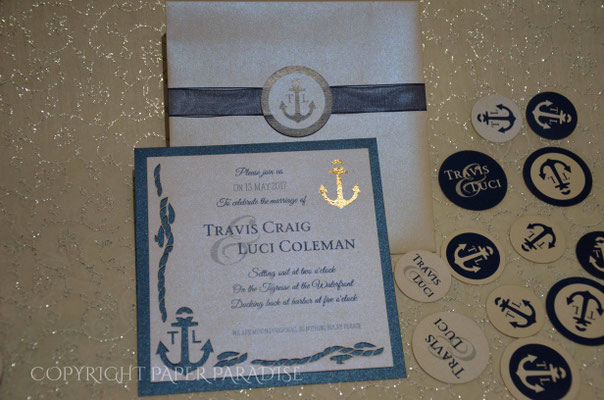 T L
Please join us
ON 13 MAY 2017
To celebrate the marriage of
TRAVIS CRAIG
&
LUCI COLEMAN
Setting sail at two o'clock
On the Tigresse at the Waterfront
Docking back at harbor at five o'clock
T L
T L
T L
TRAVIS
&
LUCI
T L
TRAVIS
&
LUCI
T L
T L
T L
T L
TRAVIS
&
LUCI
T L
COPYRIGHT PAPER PARADISE